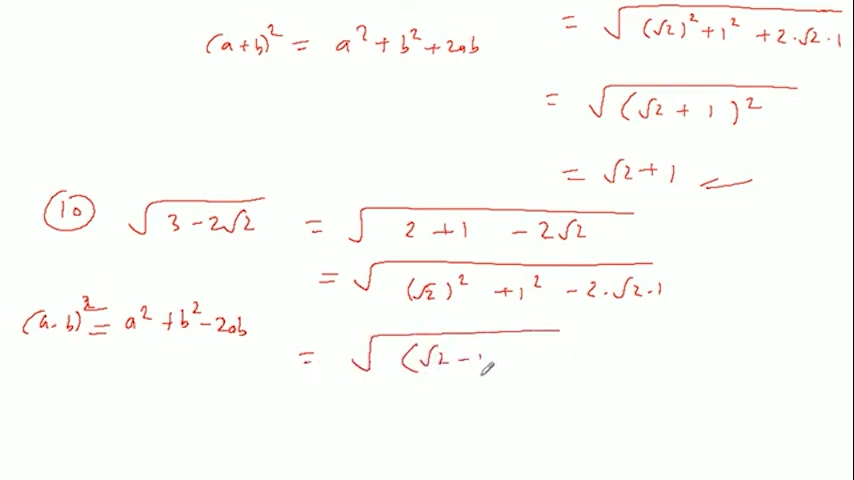 (a+b)² = a² + b² + 2ab
= √((√2)² + 1² + 2·√2·1)
= √((√2 + 1)²)
= √2 + 1
(10) √(3 - 2√2) = √(2 + 1 - 2√2)
= √((√2)² + 1² - 2·√2·1)
(a-b)² = a² + b² - 2ab
= √((√2 - 1